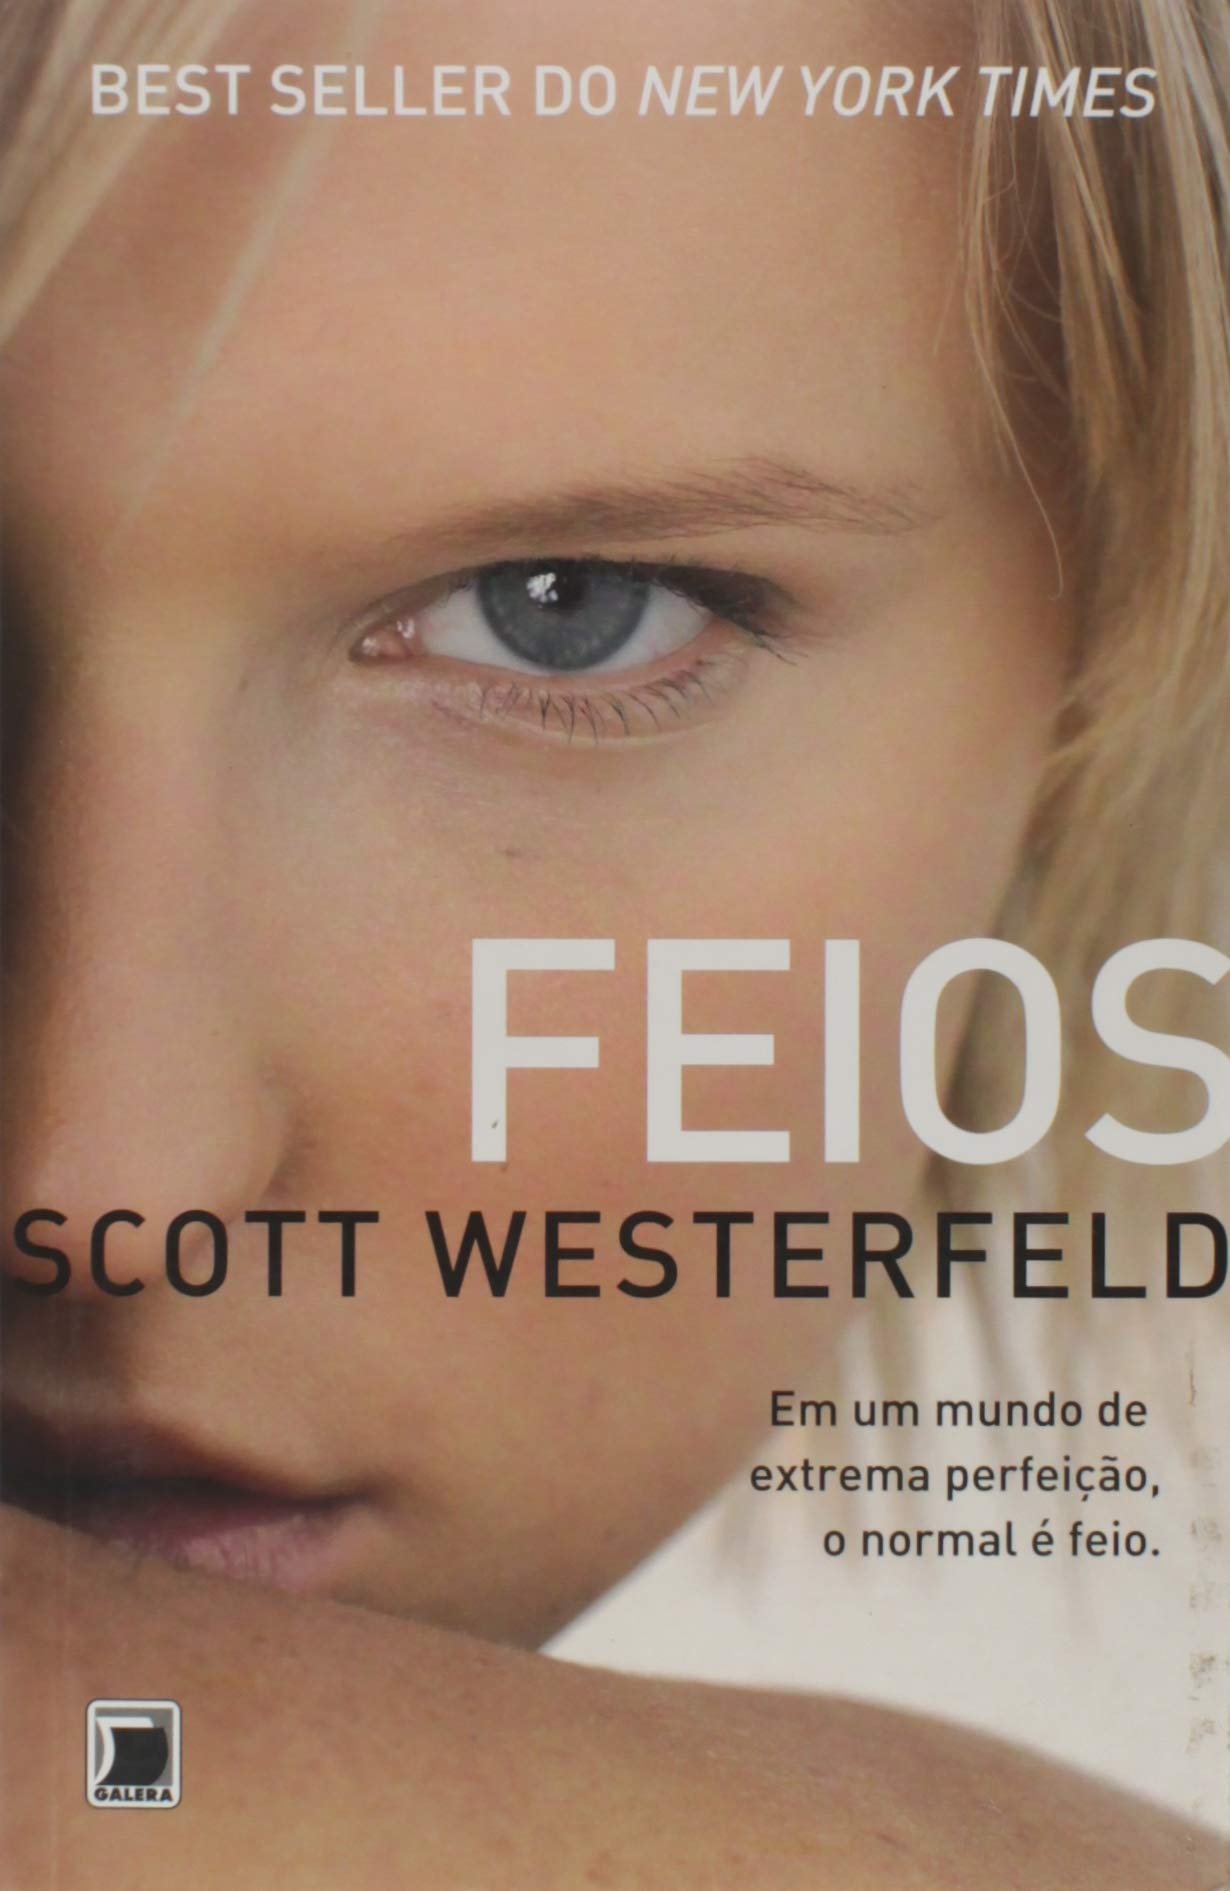 BEST SELLER DO NEW YORK TIMES
FEIOS
SCOTT WESTERFELD
Em um mundo de
extrema perfeição,
o normal é feio.
GALERA